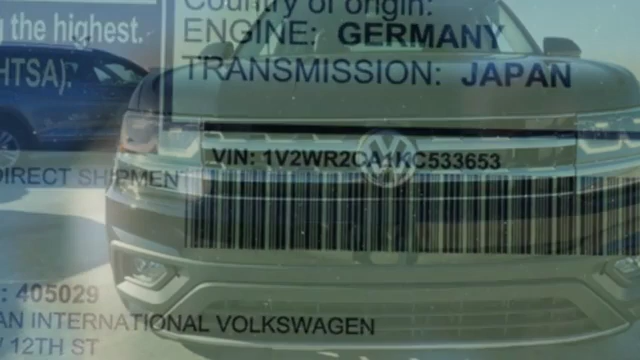 Country of origin:
g the highest.
ENGINE: GERMANY
HTSA).
TRANSMISSION: JAPAN
VIN: 1V2WR2CA1KC533653
DIRECT SHIPMENT
: 405029
AN INTERNATIONAL VOLKSWAGEN
/ 12TH ST